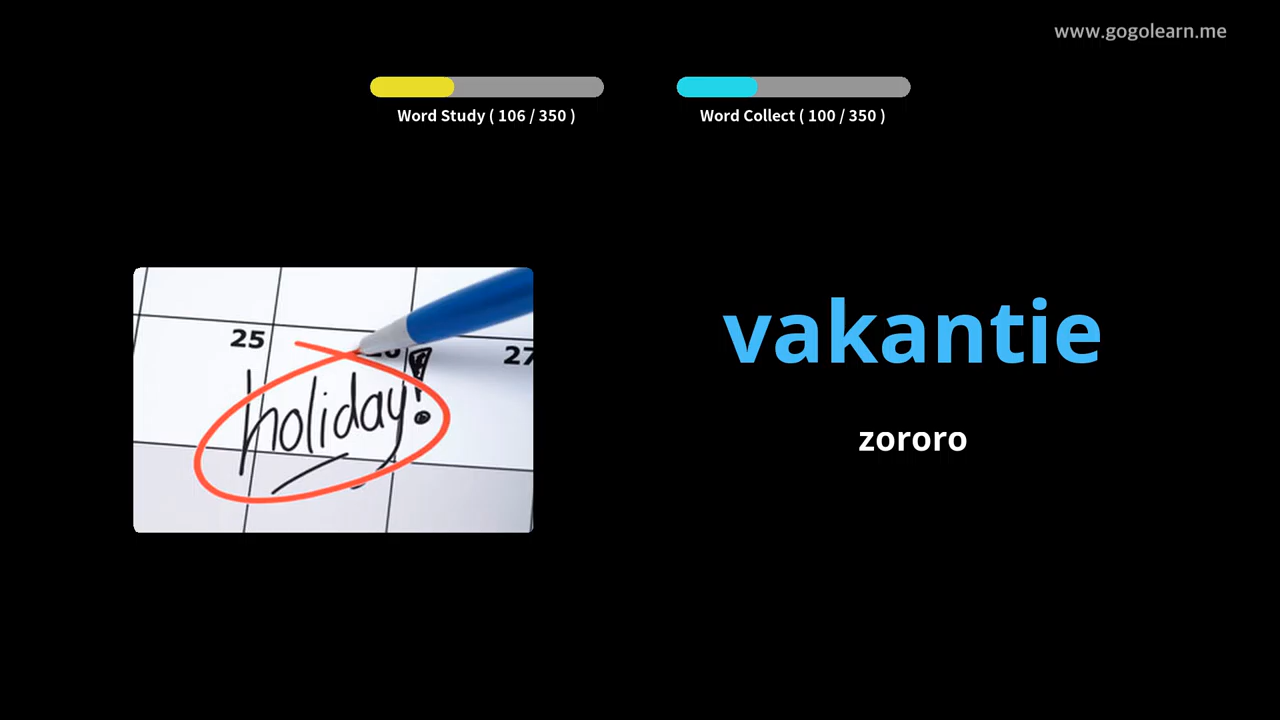 www.gogolearn.me
Word Study ( 106 / 350 )
Word Collect ( 100 / 350 )
25
27
holiday!
vakantie
zororo